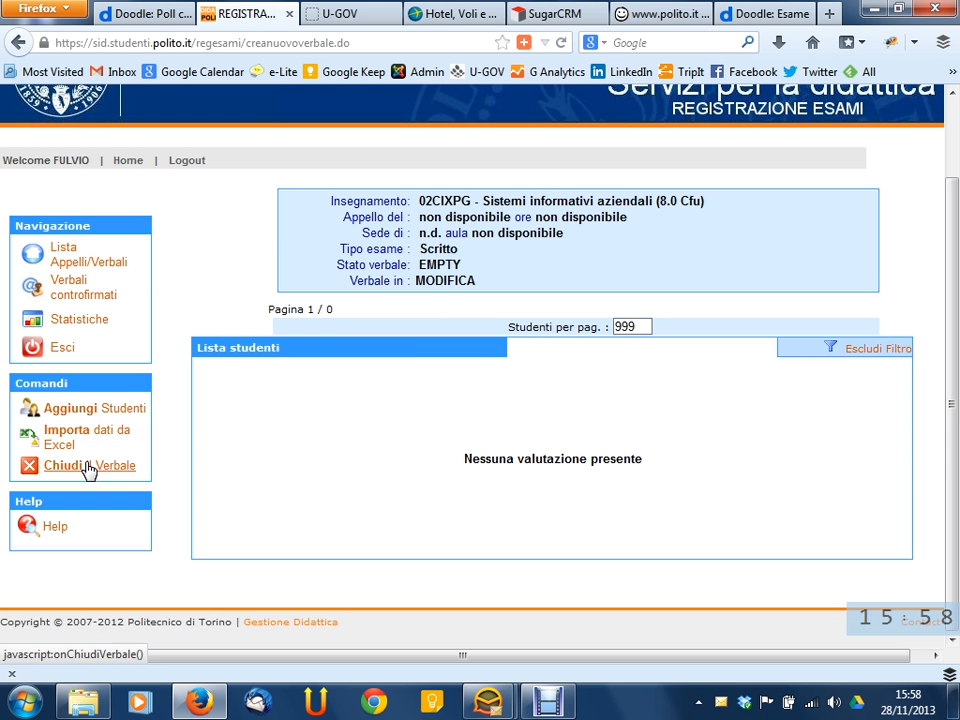 Firefox
Doodle: Poll c...
REGISTRA...
U-GOV
Hotel, Voli e ...
SugarCRM
www.polito.it ...
Doodle: Esame
https://sid.studenti.polito.it/regesami/creanuovoverbale.do
Google
Most Visited
Inbox
Google Calendar
e-Lite
Google Keep
Admin
U-GOV
G Analytics
LinkedIn
TripIt
Facebook
Twitter
All
Servizi per la didattica
REGISTRAZIONE ESAMI
Welcome FULVIO | Home | Logout
Navigazione
Lista Appelli/Verbali
Verbali controfirmati
Statistiche
Esci
Comandi
Aggiungi Studenti
Importa dati da Excel
Chiudi il Verbale
Help
Help
Insegnamento: 02CIXPG - Sistemi informativi aziendali (8.0 Cfu)
Appello del : non disponibile ore non disponibile
Sede di : n.d. aula non disponibile
Tipo esame : Scritto
Stato verbale: EMPTY
Verbale in : MODIFICA
Pagina 1 / 0
Studenti per pag. : 999
Lista studenti
Escludi Filtro
Nessuna valutazione presente
Copyright © 2007-2012 Politecnico di Torino | Gestione Didattica
15:58
javascript:onChiudiVerbale()
15:58
28/11/2013